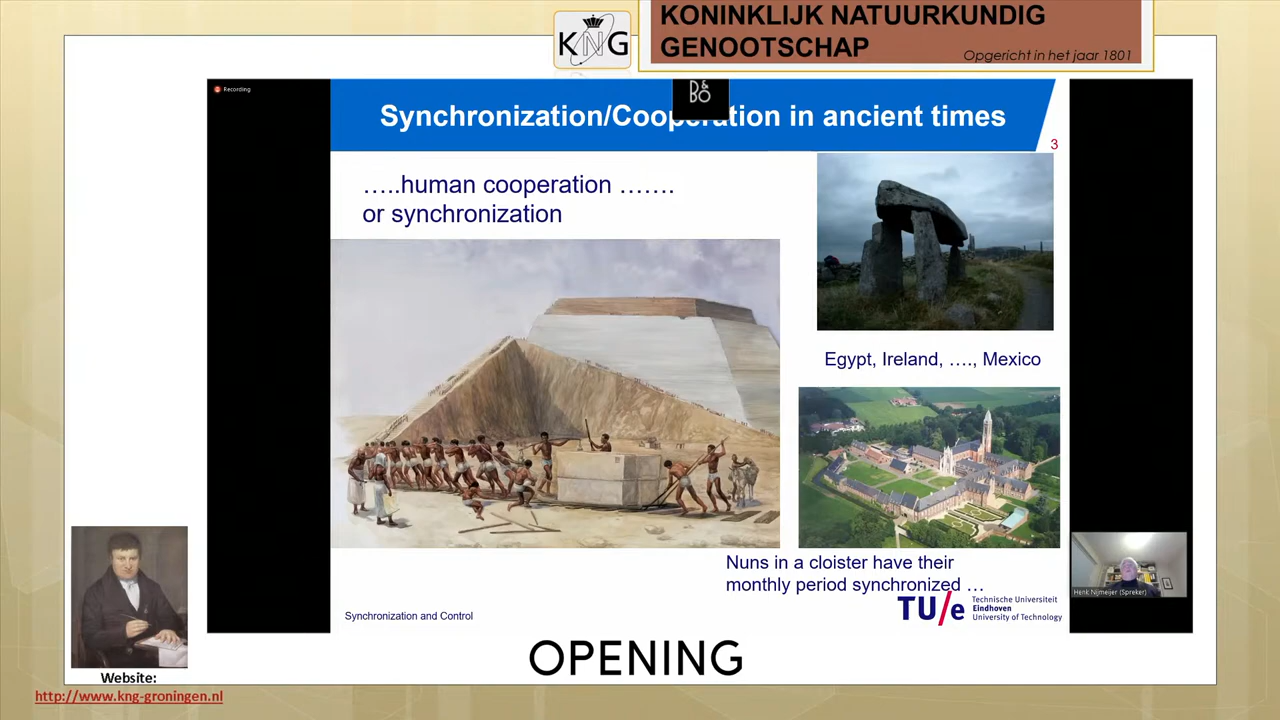 KONINKLIJK NATUURKUNDIG
GENOOTSCHAP
Opgericht in het jaar 1801
KNG
Recording
D&
BO
Synchronization/Cooperation in ancient times
3
…..human cooperation …….
or synchronization
Egypt, Ireland, …., Mexico
Nuns in a cloister have their
monthly period synchronized …
Synchronization and Control
TU/e
Technische Universiteit
Eindhoven
University of Technology
Henk Nijmeijer (Spreker)
OPENING
Website:
http://www.kng-groningen.nl